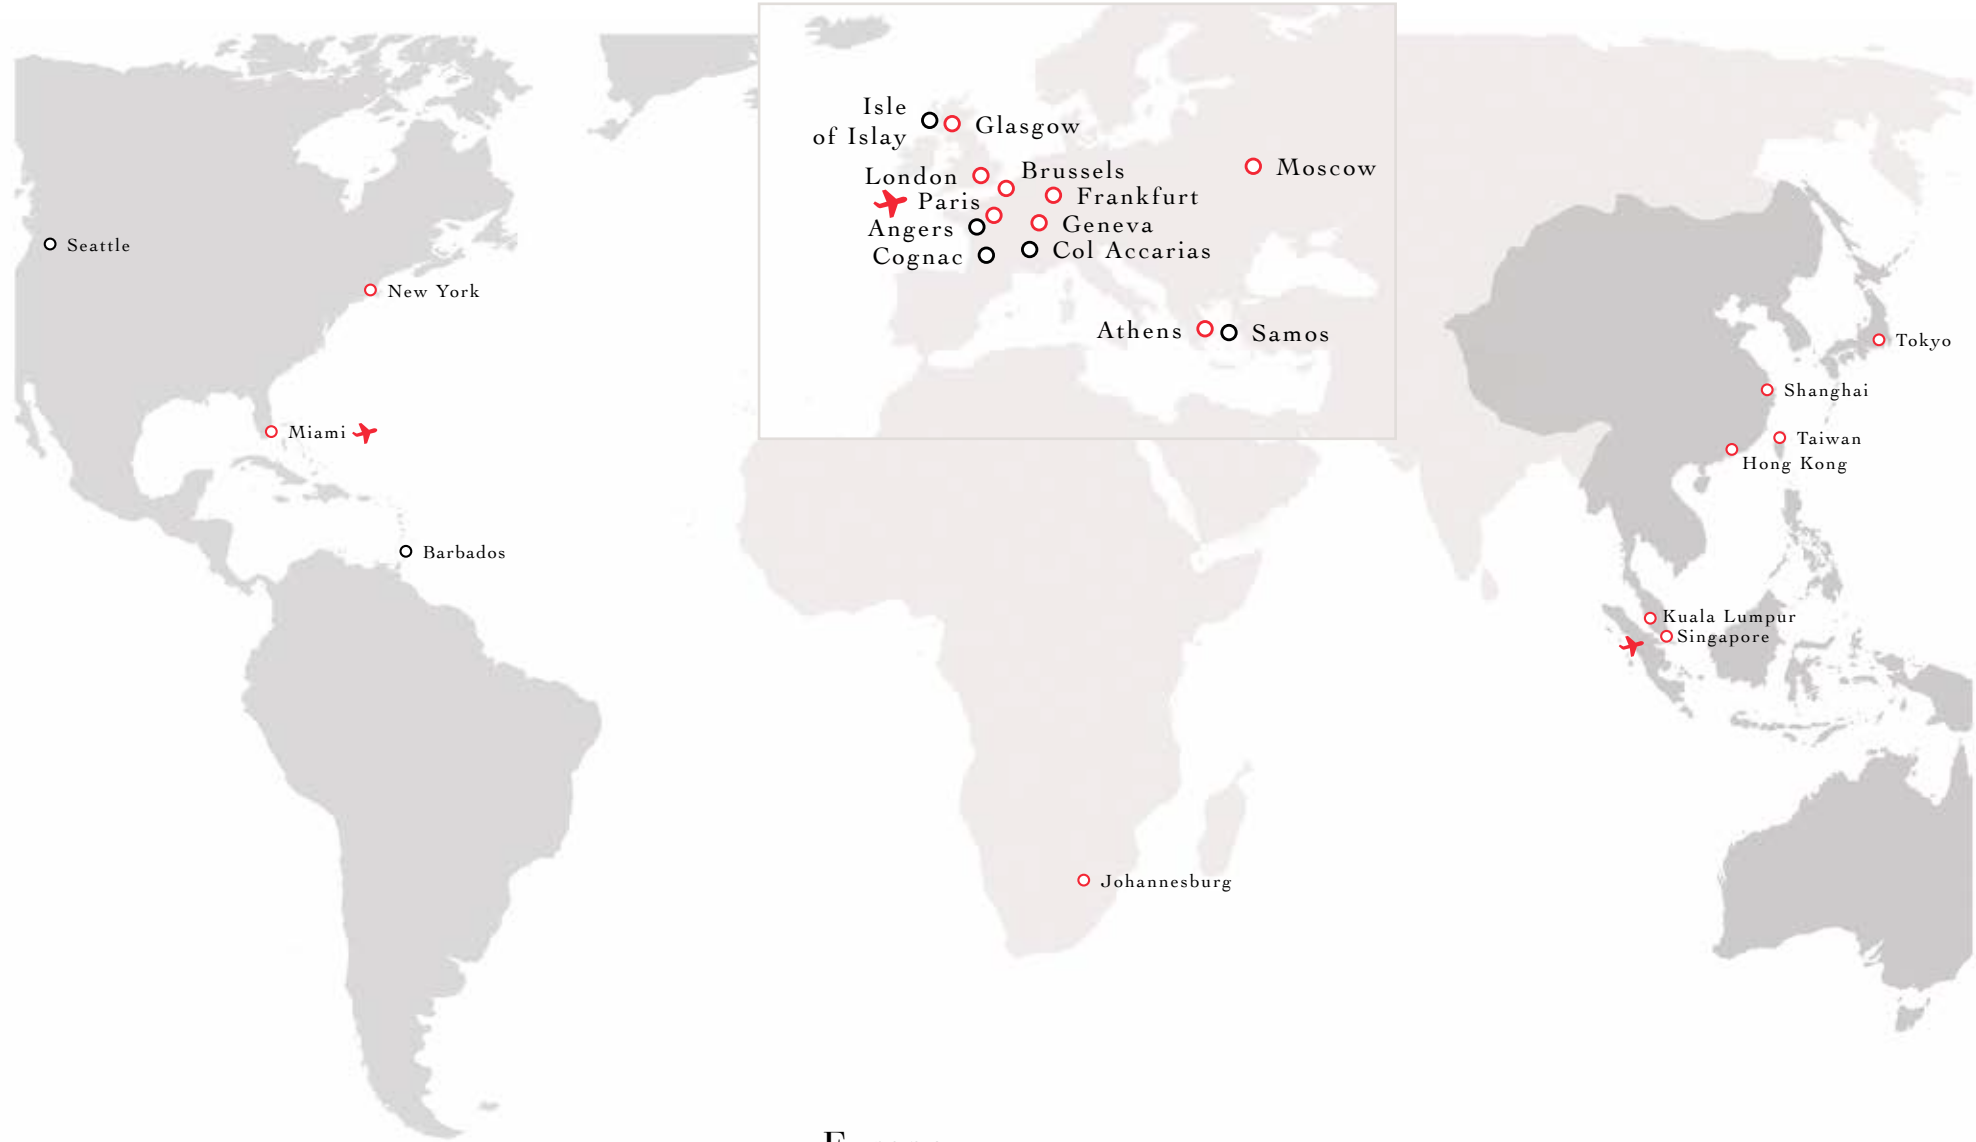 Isle
of Islay
Glasgow
London
Brussels
Moscow
Paris
Frankfurt
Angers
Geneva
Cognac
Col Accarias
Athens
Samos
Seattle
New York
Miami
Barbados
Tokyo
Shanghai
Taiwan
Hong Kong
Kuala Lumpur
Singapore
Johannesburg